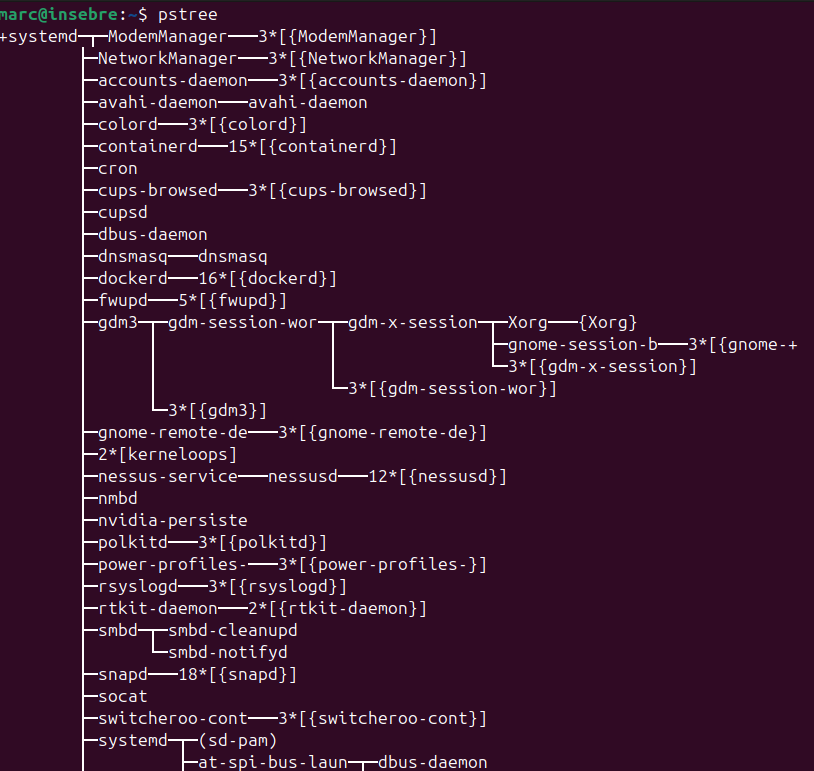 marc@insebre:~$ pstree
+systemd─┬─ModemManager───3*[{ModemManager}]
├─NetworkManager───3*[{NetworkManager}]
├─accounts-daemon───3*[{accounts-daemon}]
├─avahi-daemon───avahi-daemon
├─colord───3*[{colord}]
├─containerd───15*[{containerd}]
├─cron
├─cups-browsed───3*[{cups-browsed}]
├─cupsd
├─dbus-daemon
├─dnsmasq───dnsmasq
├─dockerd───16*[{dockerd}]
├─fwupd───5*[{fwupd}]
├─gdm3─┬─gdm-session-wor─┬─gdm-x-session─┬─Xorg───{Xorg}
│      │                 │               ├─gnome-session-b───3*[{gnome-+
│      │                 │               └─3*[{gdm-x-session}]
│      │                 └─3*[{gdm-session-wor}]
│      └─3*[{gdm3}]
├─gnome-remote-de───3*[{gnome-remote-de}]
├─2*[kerneloops]
├─nessus-service───nessusd───12*[{nessusd}]
├─nmbd
├─nvidia-persiste
├─polkitd───3*[{polkitd}]
├─power-profiles-───3*[{power-profiles-}]
├─rsyslogd───3*[{rsyslogd}]
├─rtkit-daemon───2*[{rtkit-daemon}]
├─smbd─┬─smbd-cleanupd
│      └─smbd-notifyd
├─snapd───18*[{snapd}]
├─socat
├─switcheroo-cont───3*[{switcheroo-cont}]
├─systemd─┬─(sd-pam)
│         ├─at-spi-bus-laun─┬─dbus-daemon